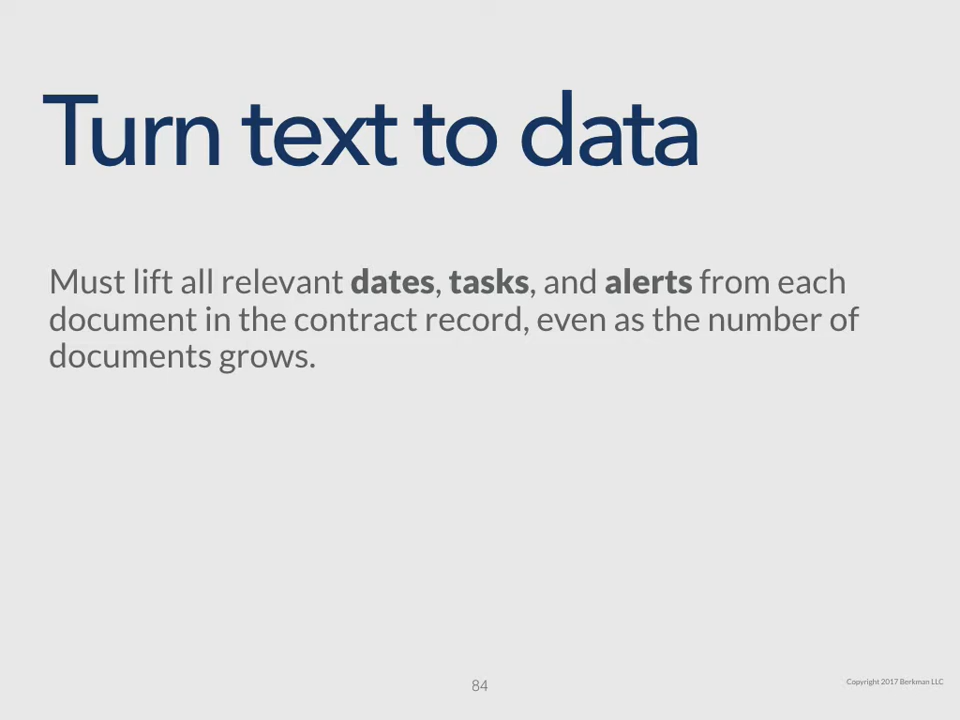 Turn text to data
Must lift all relevant dates, tasks, and alerts from each
document in the contract record, even as the number of
documents grows.
84
Copyright 2017 Berkman LLC